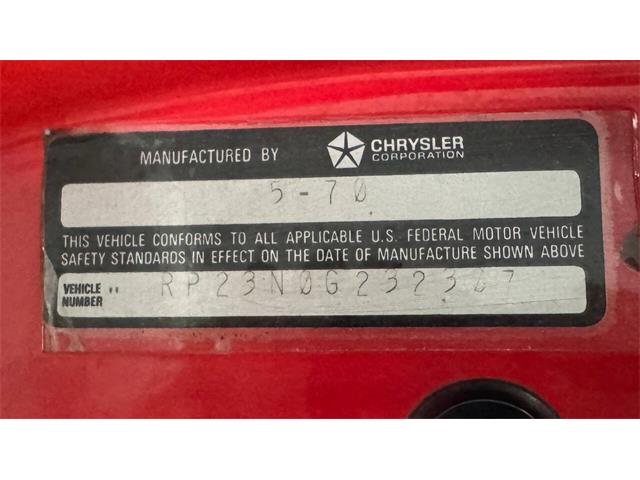 MANUFACTURED BY CHRYSLER CORPORATION
5-70
THIS VEHICLE CONFORMS TO ALL APPLICABLE U.S. FEDERAL MOTOR VEHICLE
SAFETY STANDARDS IN EFFECT ON THE DATE OF MANUFACTURE SHOWN ABOVE
VEHICLE NUMBER RP23N0G232307